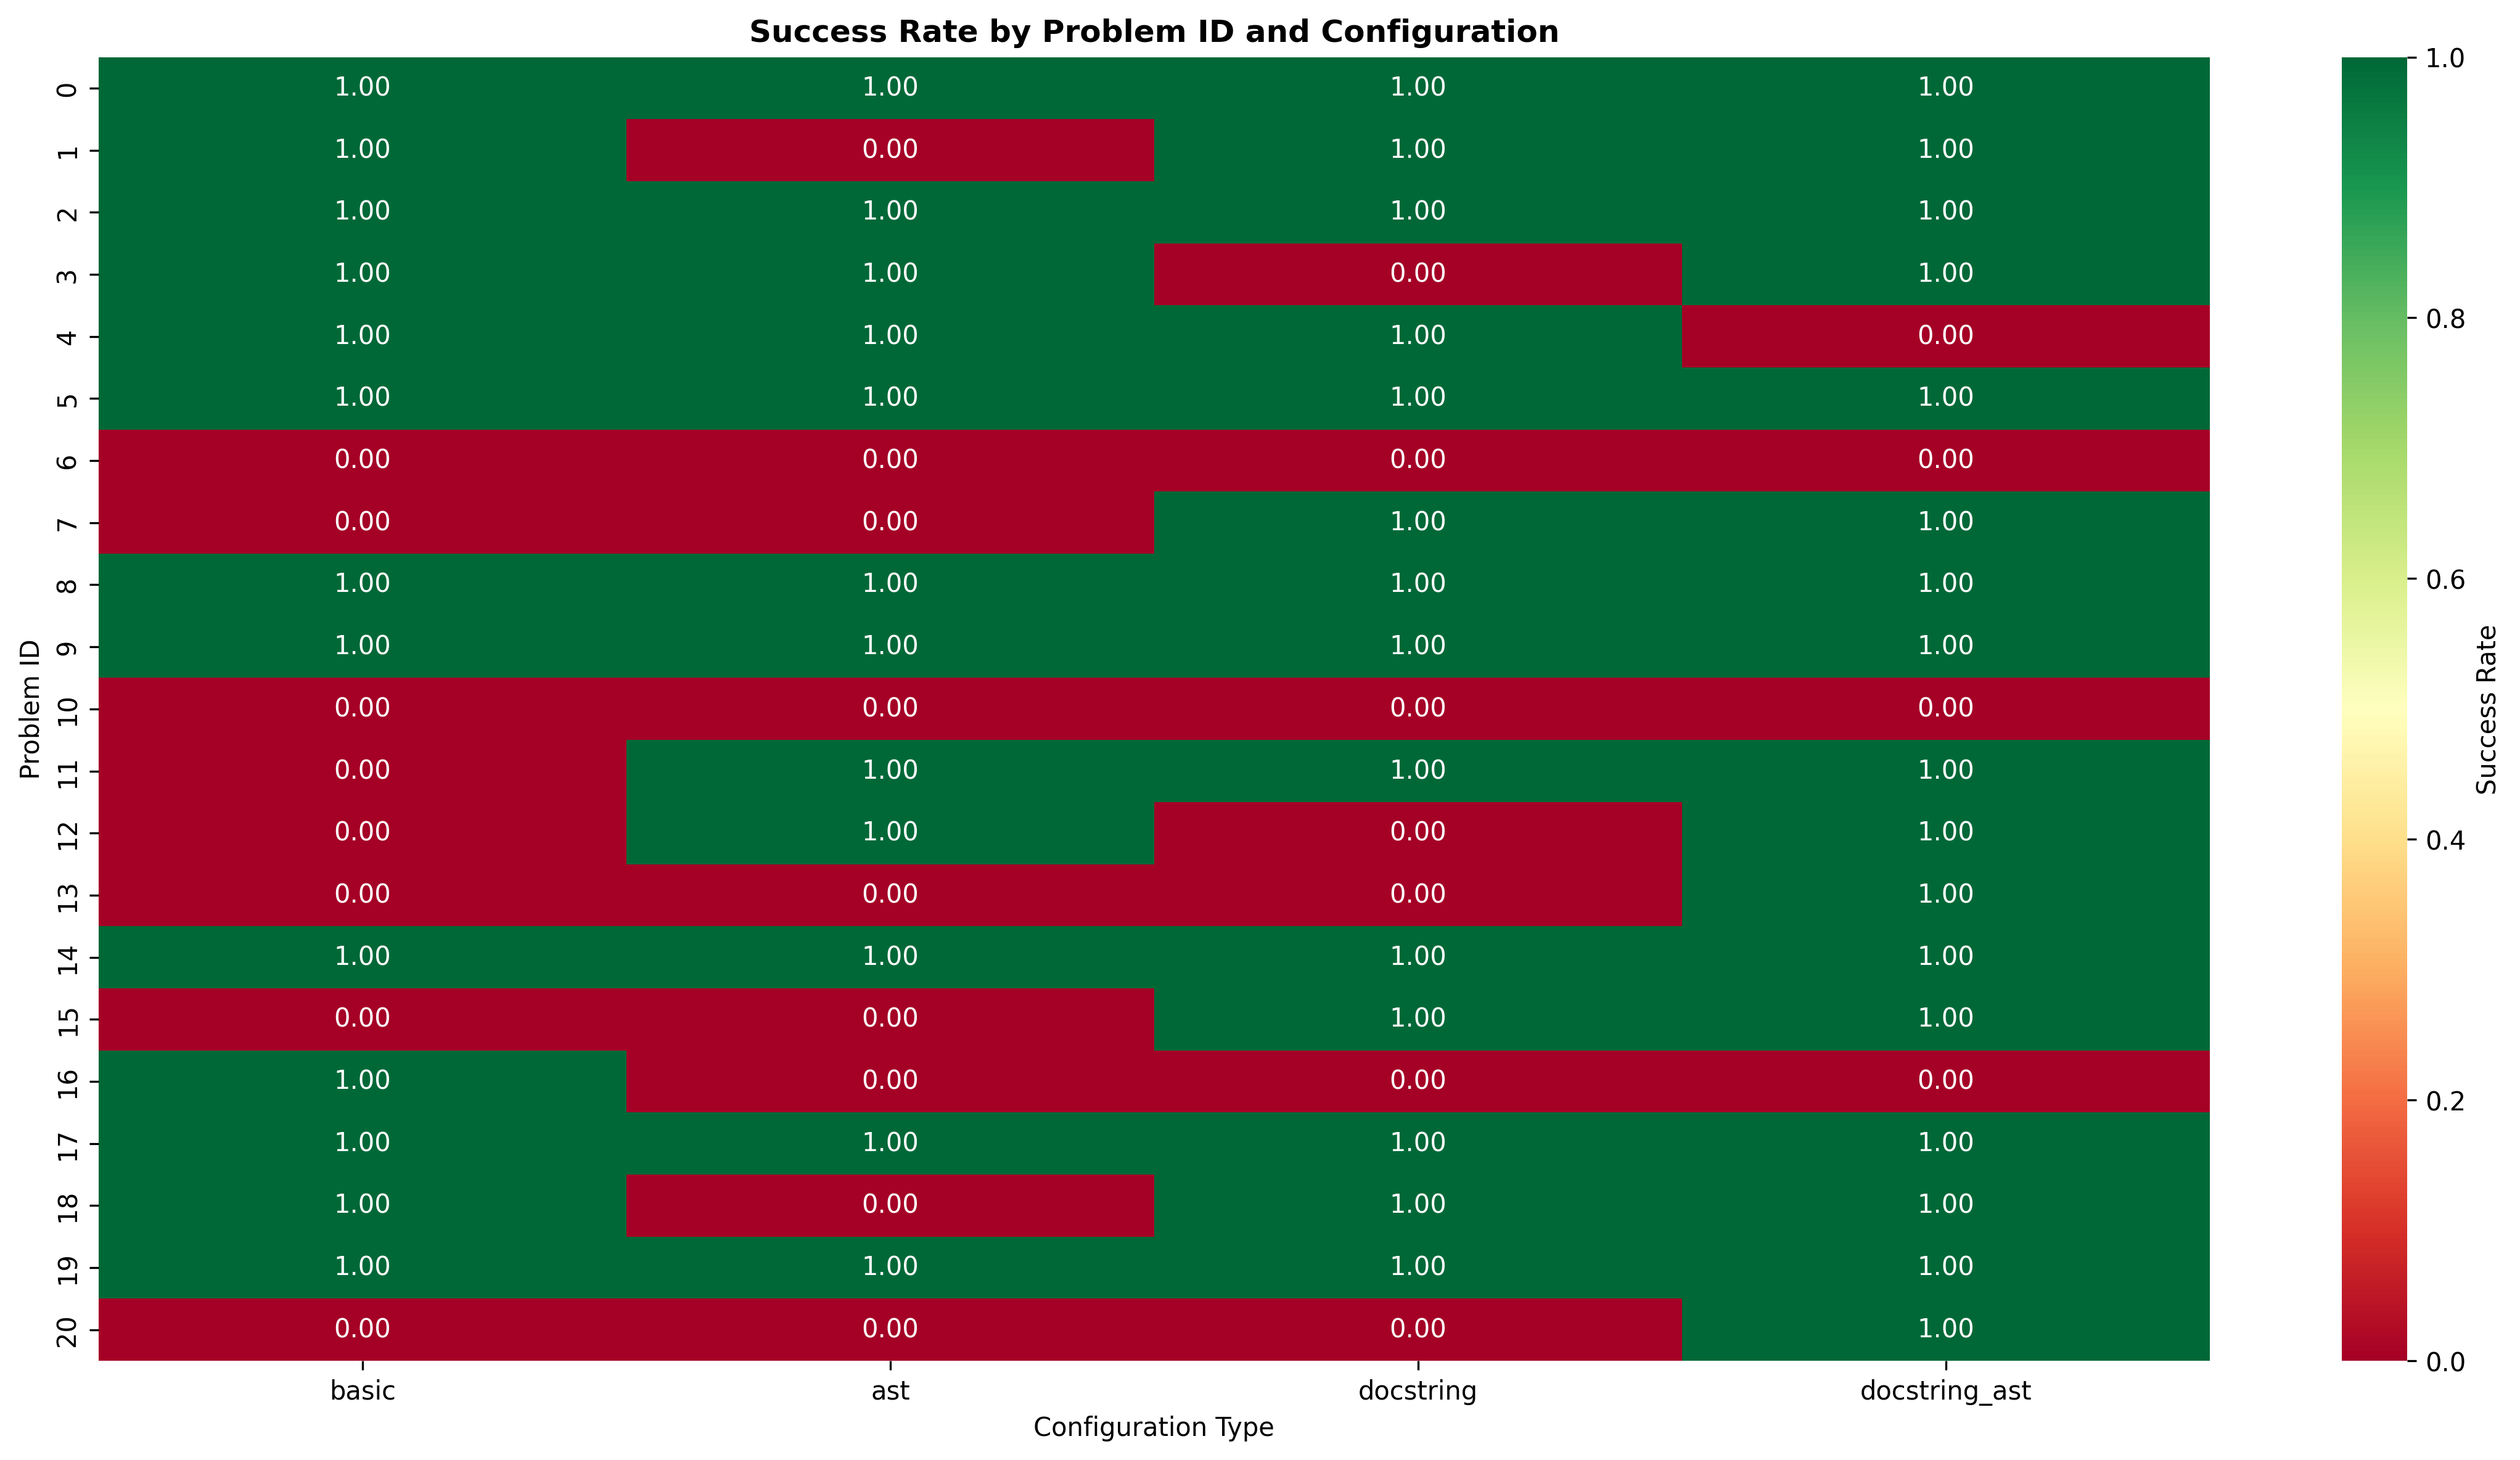 Success Rate by Problem ID and Configuration
0 1.00 1.00 1.00 1.00
1 1.00 0.00 1.00 1.00
2 1.00 1.00 1.00 1.00
3 1.00 1.00 0.00 1.00
4 1.00 1.00 1.00 0.00
5 1.00 1.00 1.00 1.00
6 0.00 0.00 0.00 0.00
7 0.00 0.00 1.00 1.00
8 1.00 1.00 1.00 1.00
9 1.00 1.00 1.00 1.00
10 0.00 0.00 0.00 0.00
11 0.00 1.00 1.00 1.00
12 0.00 1.00 0.00 1.00
13 0.00 0.00 0.00 1.00
14 1.00 1.00 1.00 1.00
15 0.00 0.00 1.00 1.00
16 1.00 0.00 0.00 0.00
17 1.00 1.00 1.00 1.00
18 1.00 0.00 1.00 1.00
19 1.00 1.00 1.00 1.00
20 0.00 0.00 0.00 1.00
Problem ID
basic ast docstring docstring_ast
Configuration Type
1.0
0.8
0.6
0.4
0.2
0.0
Success Rate